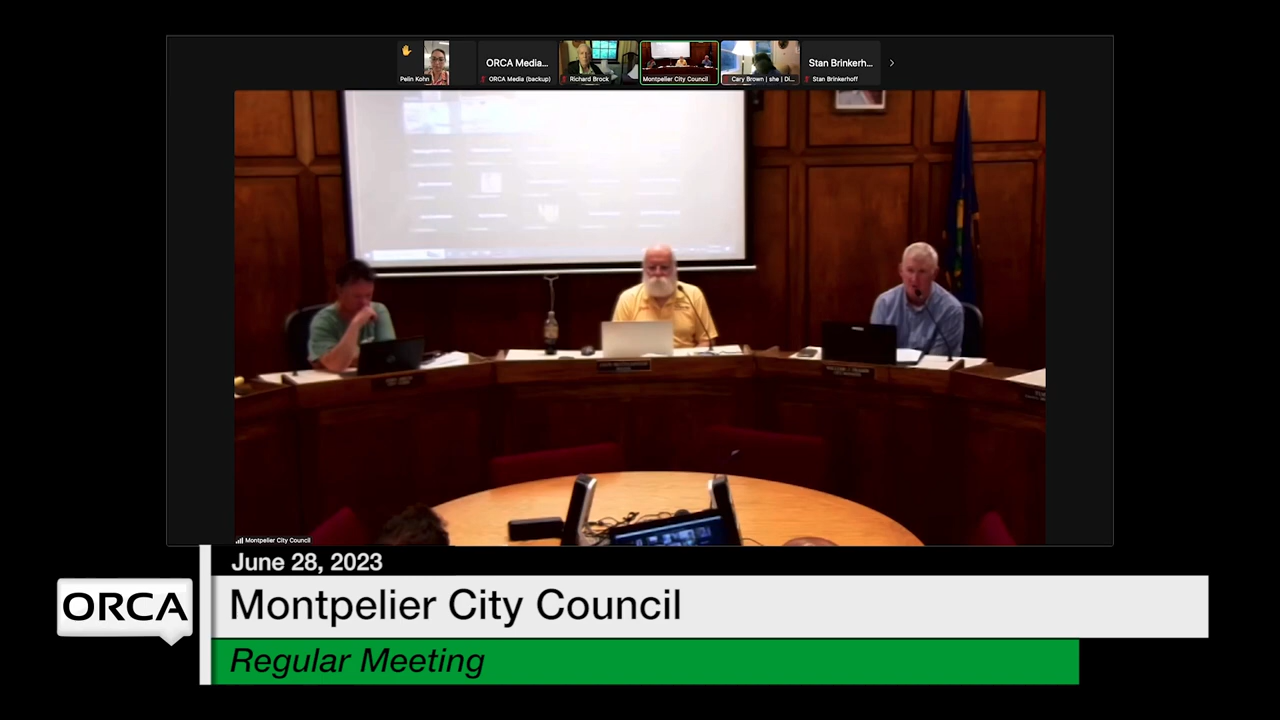 ORCA Media...
Stan Brinkerh...
Pelin Kohn
ORCA Media (backup)
Richard Brock
Montpelier City Council
Cary Brown | she | Di...
Stan Brinkerhoff
Montpelier City Council
June 28, 2023
ORCA
Montpelier City Council
Regular Meeting